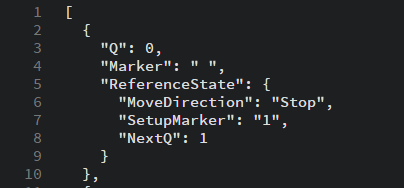 1 [
2 {
3 "Q": 0,
4 "Marker": " ",
5 "ReferenceState": {
6 "MoveDirection": "Stop",
7 "SetupMarker": "1",
8 "NextQ": 1
9 }
10 },